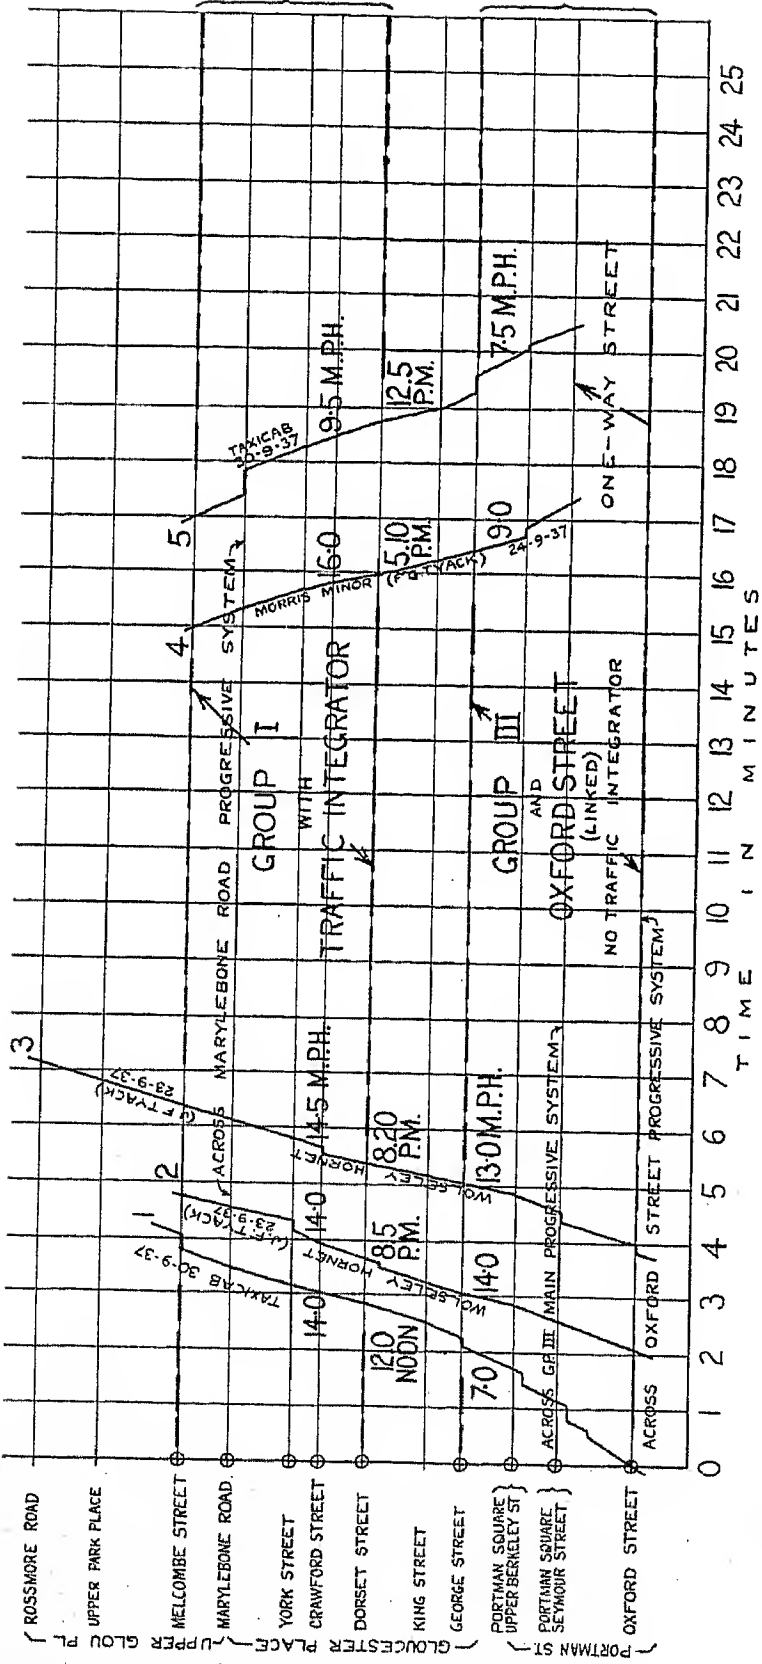 ROSSMORE ROAD
UPPER PARK PLACE
MELCOMBE STREET
MARYLEBONE ROAD.
YORK STREET
CRAWFORD STREET
DORSET STREET
KING STREET
GEORGE STREET
PORTMAN SQUARE
UPPER BERKELEY ST
PORTMAN SQUARE
SEYMOUR STREET
OXFORD STREET
UPPER GLOU PL.
GLOUCESTER PLACE
PORTMAN ST.
1
30-9-37
TAXICAB
14·0
12.0
NOON
7·0
2
23-9-37
(J.F.TYACK)
14·0
HORNET
8.5
P.M.
WOLSELEY
14·0
3
23-9-37
(J.F.TYACK)
14·5 M.P.H.
HORNET
8.20
P.M.
WOLSELEY
13·0 M.P.H.
ACROSS MARYLEBONE ROAD PROGRESSIVE SYSTEM
ACROSS GP. III MAIN PROGRESSIVE SYSTEM
ACROSS OXFORD STREET PROGRESSIVE SYSTEM
GROUP I
WITH
TRAFFIC INTEGRATOR
GROUP III
AND
OXFORD STREET
(LINKED)
NO TRAFFIC INTEGRATOR
4
MORRIS MINOR
16·0
5.10
P.M.
9·0
24-9-37
5
TAXICAB
30-9-37
9·5 M.P.H.
12.5
P.M.
7·5 M.P.H.
ONE-WAY STREET
0 1 2 3 4 5 6 7 8 9 10 11 12 13 14 15 16 17 18 19 20 21 22 23 24 25
TIME IN MINUTES